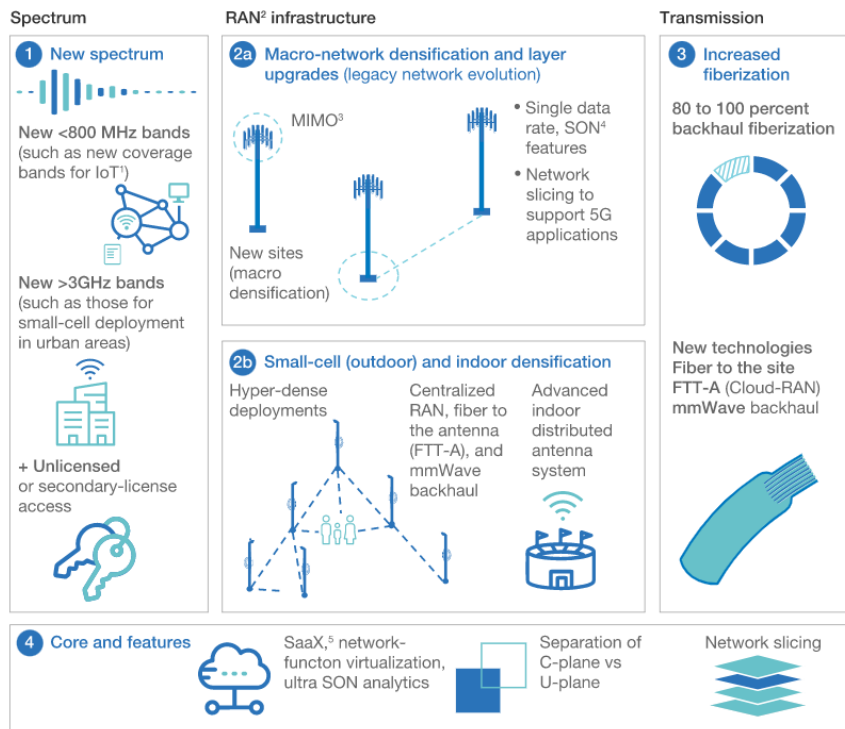 Spectrum
RAN² infrastructure
Transmission
1 New spectrum
New <800 MHz bands
(such as new coverage
bands for IoT¹)
New >3GHz bands
(such as those for
small-cell deployment
in urban areas)
+ Unlicensed
or secondary-license
access
2a Macro-network densification and layer
upgrades (legacy network evolution)
MIMO³
New sites
(macro
densification)
• Single data
rate, SON⁴
features
• Network
slicing to
support 5G
applications
2b Small-cell (outdoor) and indoor densification
Hyper-dense
deployments
Centralized
RAN, fiber to
the antenna
(FTT-A), and
mmWave
backhaul
Advanced
indoor
distributed
antenna
system
3 Increased
fiberization
80 to 100 percent
backhaul fiberization
New technologies
Fiber to the site
FTT-A (Cloud-RAN)
mmWave backhaul
4 Core and features
SaaX,⁵ network-
functon virtualization,
ultra SON analytics
Separation of
C-plane vs
U-plane
Network slicing